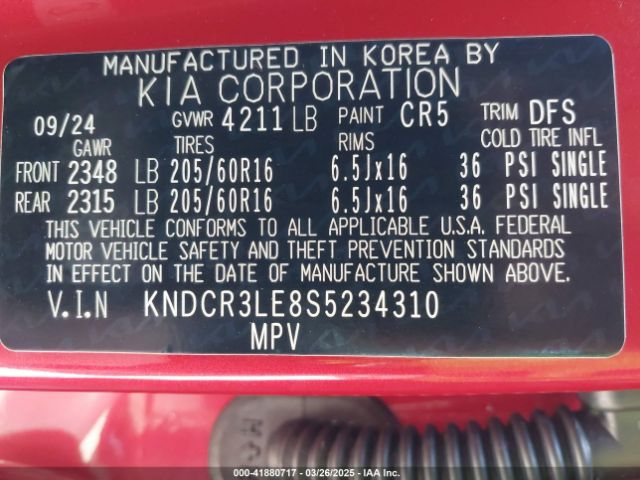 MANUFACTURED IN KOREA BY
KIA CORPORATION
09/24 GVWR 4211 LB PAINT CR5 TRIM DFS
GAWR TIRES RIMS COLD TIRE INFL
FRONT 2348 LB 205/60R16 6.5Jx16 36 PSI SINGLE
REAR 2315 LB 205/60R16 6.5Jx16 36 PSI SINGLE
THIS VEHICLE CONFORMS TO ALL APPLICABLE U.S.A. FEDERAL
MOTOR VEHICLE SAFETY AND THEFT PREVENTION STANDARDS
IN EFFECT ON THE DATE OF MANUFACTURE SHOWN ABOVE.
V.I.N KNDCR3LE8S5234310
MPV
000-41880717 | 03/26/2025 | IAA Inc.